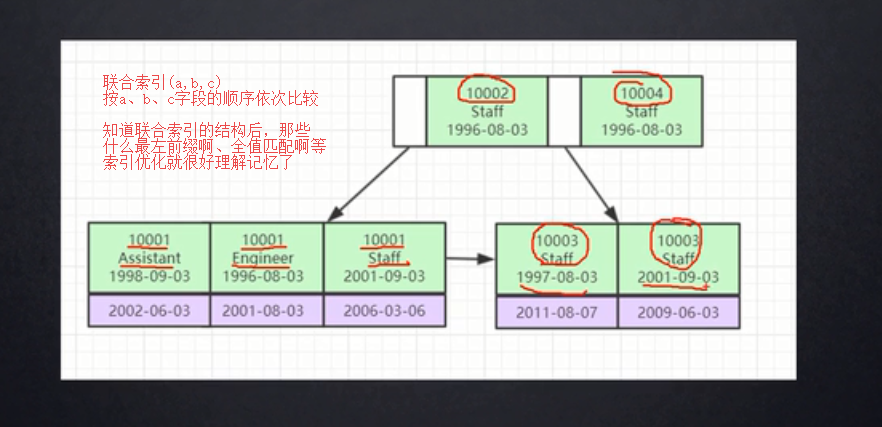 联合索引(a,b,c)
按a、b、c字段的顺序依次比较
知道联合索引的结构后，那些
什么最左前缀啊、全值匹配啊等
索引优化就很好理解记忆了
10002
Staff
1996-08-03
10004
Staff
1996-08-03
10001
Assistant
1998-09-03
2002-06-03
10001
Engineer
1996-08-03
2001-08-03
10001
Staff
2001-09-03
2006-03-06
10003
Staff
1997-08-03
2011-08-07
10003
Staff
2001-09-03
2009-06-03